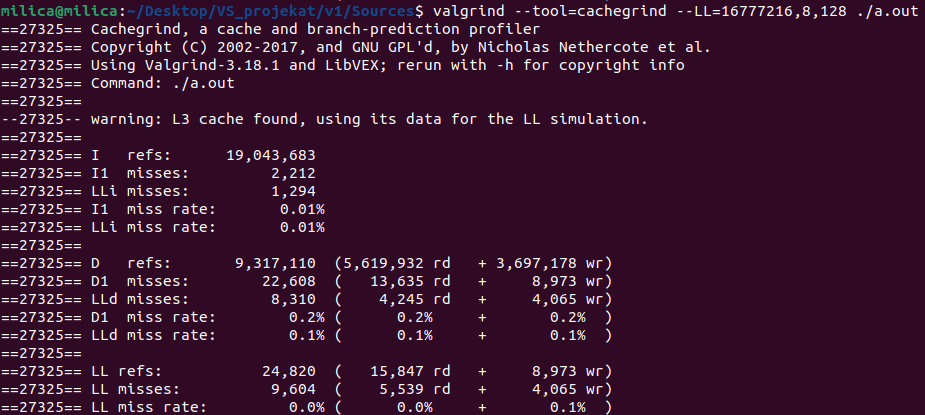 milica@milica:~/Desktop/VS_projekat/v1/Sources$ valgrind --tool=cachegrind --LL=16777216,8,128 ./a.out
==27325== Cachegrind, a cache and branch-prediction profiler
==27325== Copyright (C) 2002-2017, and GNU GPL'd, by Nicholas Nethercote et al.
==27325== Using Valgrind-3.18.1 and LibVEX; rerun with -h for copyright info
==27325== Command: ./a.out
==27325==
--27325-- warning: L3 cache found, using its data for the LL simulation.
==27325==
==27325== I   refs:      19,043,683
==27325== I1  misses:         2,212
==27325== LLi misses:         1,294
==27325== I1  miss rate:       0.01%
==27325== LLi miss rate:       0.01%
==27325==
==27325== D   refs:       9,317,110  (5,619,932 rd   + 3,697,178 wr)
==27325== D1  misses:        22,608  (   13,635 rd   +     8,973 wr)
==27325== LLd misses:         8,310  (    4,245 rd   +     4,065 wr)
==27325== D1  miss rate:        0.2% (      0.2%     +       0.2%  )
==27325== LLd miss rate:        0.1% (      0.1%     +       0.1%  )
==27325==
==27325== LL refs:           24,820  (   15,847 rd   +     8,973 wr)
==27325== LL misses:          9,604  (    5,539 rd   +     4,065 wr)
==27325== LL miss rate:         0.0% (      0.0%     +       0.1%  )